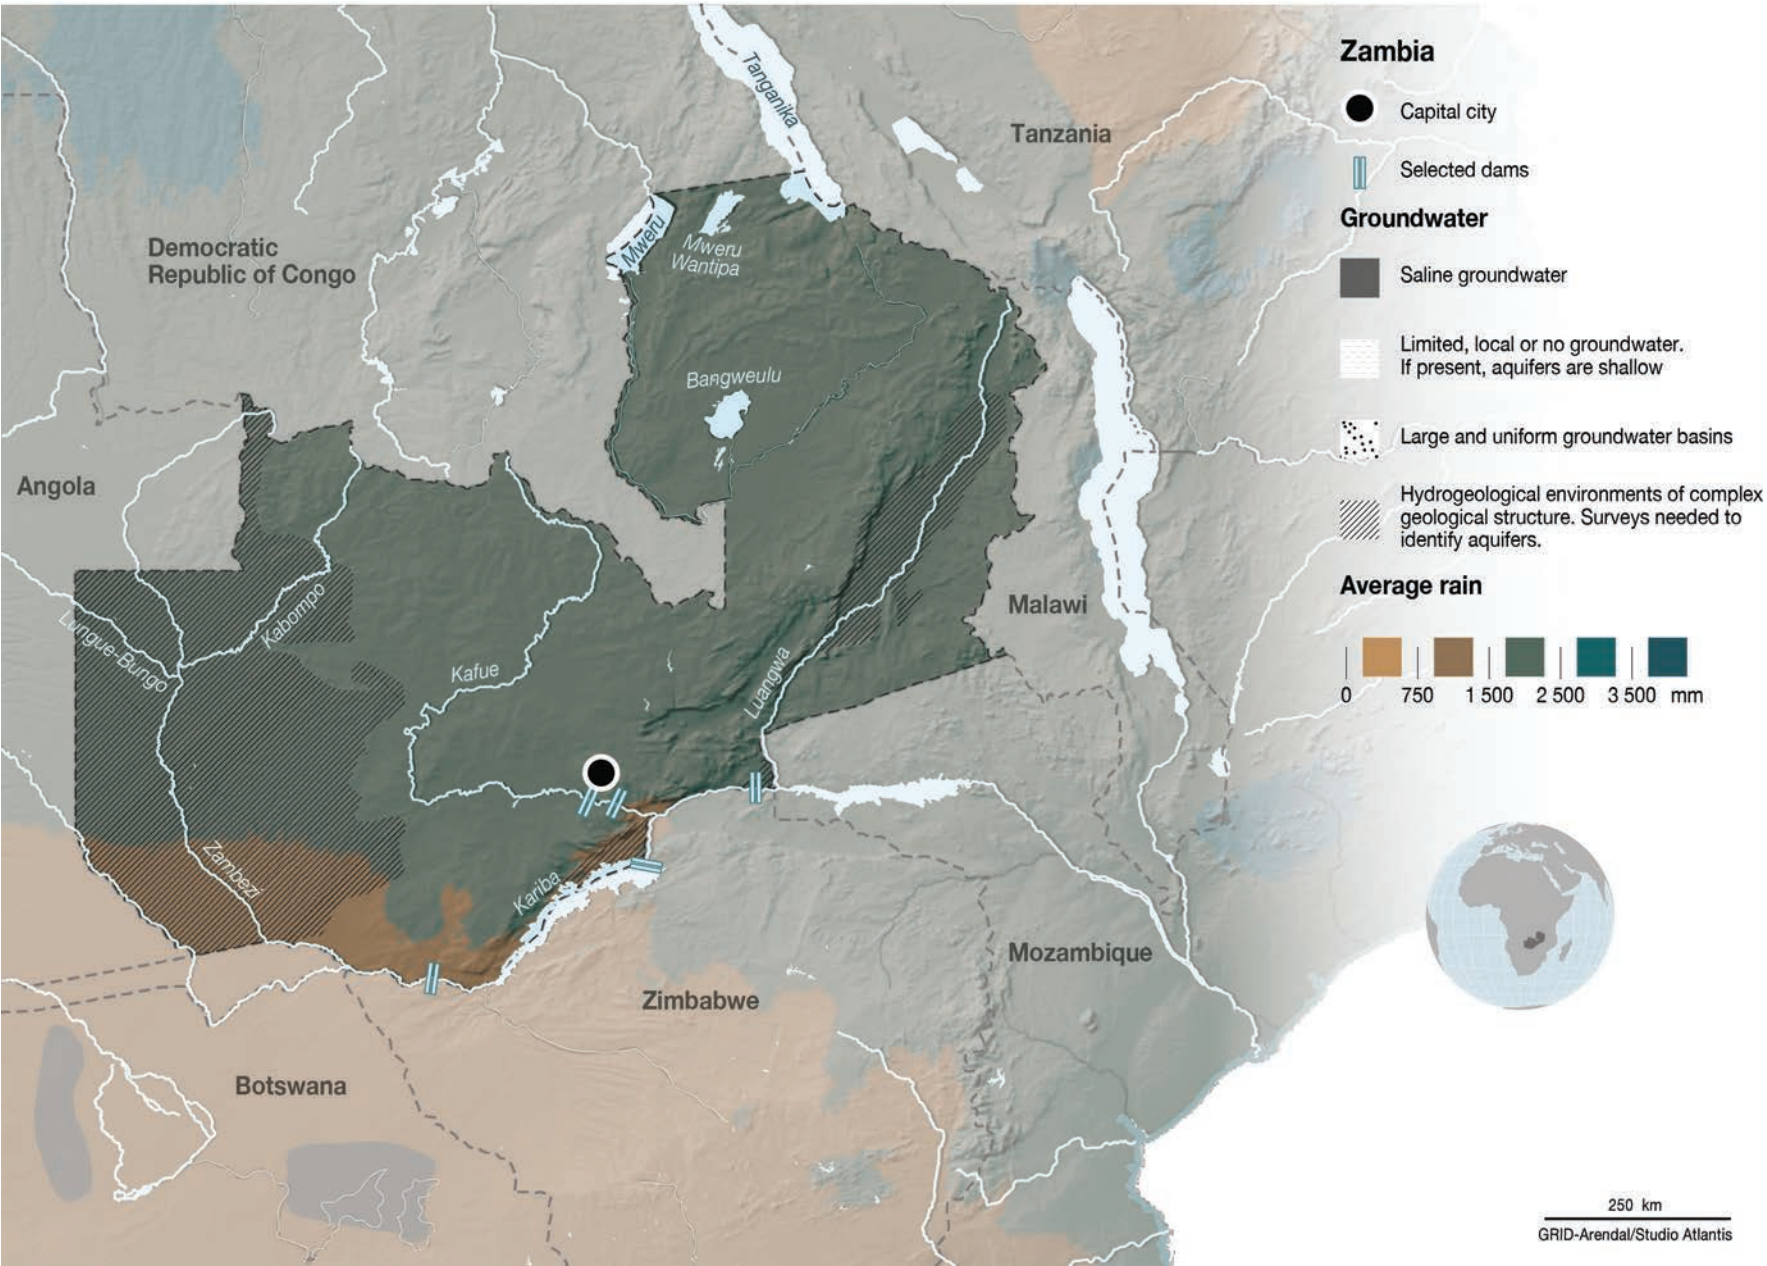 Zambia
Capital city
Selected dams
Groundwater
Saline groundwater
Limited, local or no groundwater.
If present, aquifers are shallow
Large and uniform groundwater basins
Hydrogeological environments of complex
geological structure. Surveys needed to
identify aquifers.
Average rain
0 750 1 500 2 500 3 500 mm
Tanganika
Tanzania
Democratic
Republic of Congo
Mweru
Mweru
Wantipa
Bangweulu
Angola
Malawi
Lungue-Bungo
Kabompo
Kafue
Luangwa
Zambezi
Kariba
Mozambique
Zimbabwe
Botswana
250 km
GRID-Arendal/Studio Atlantis